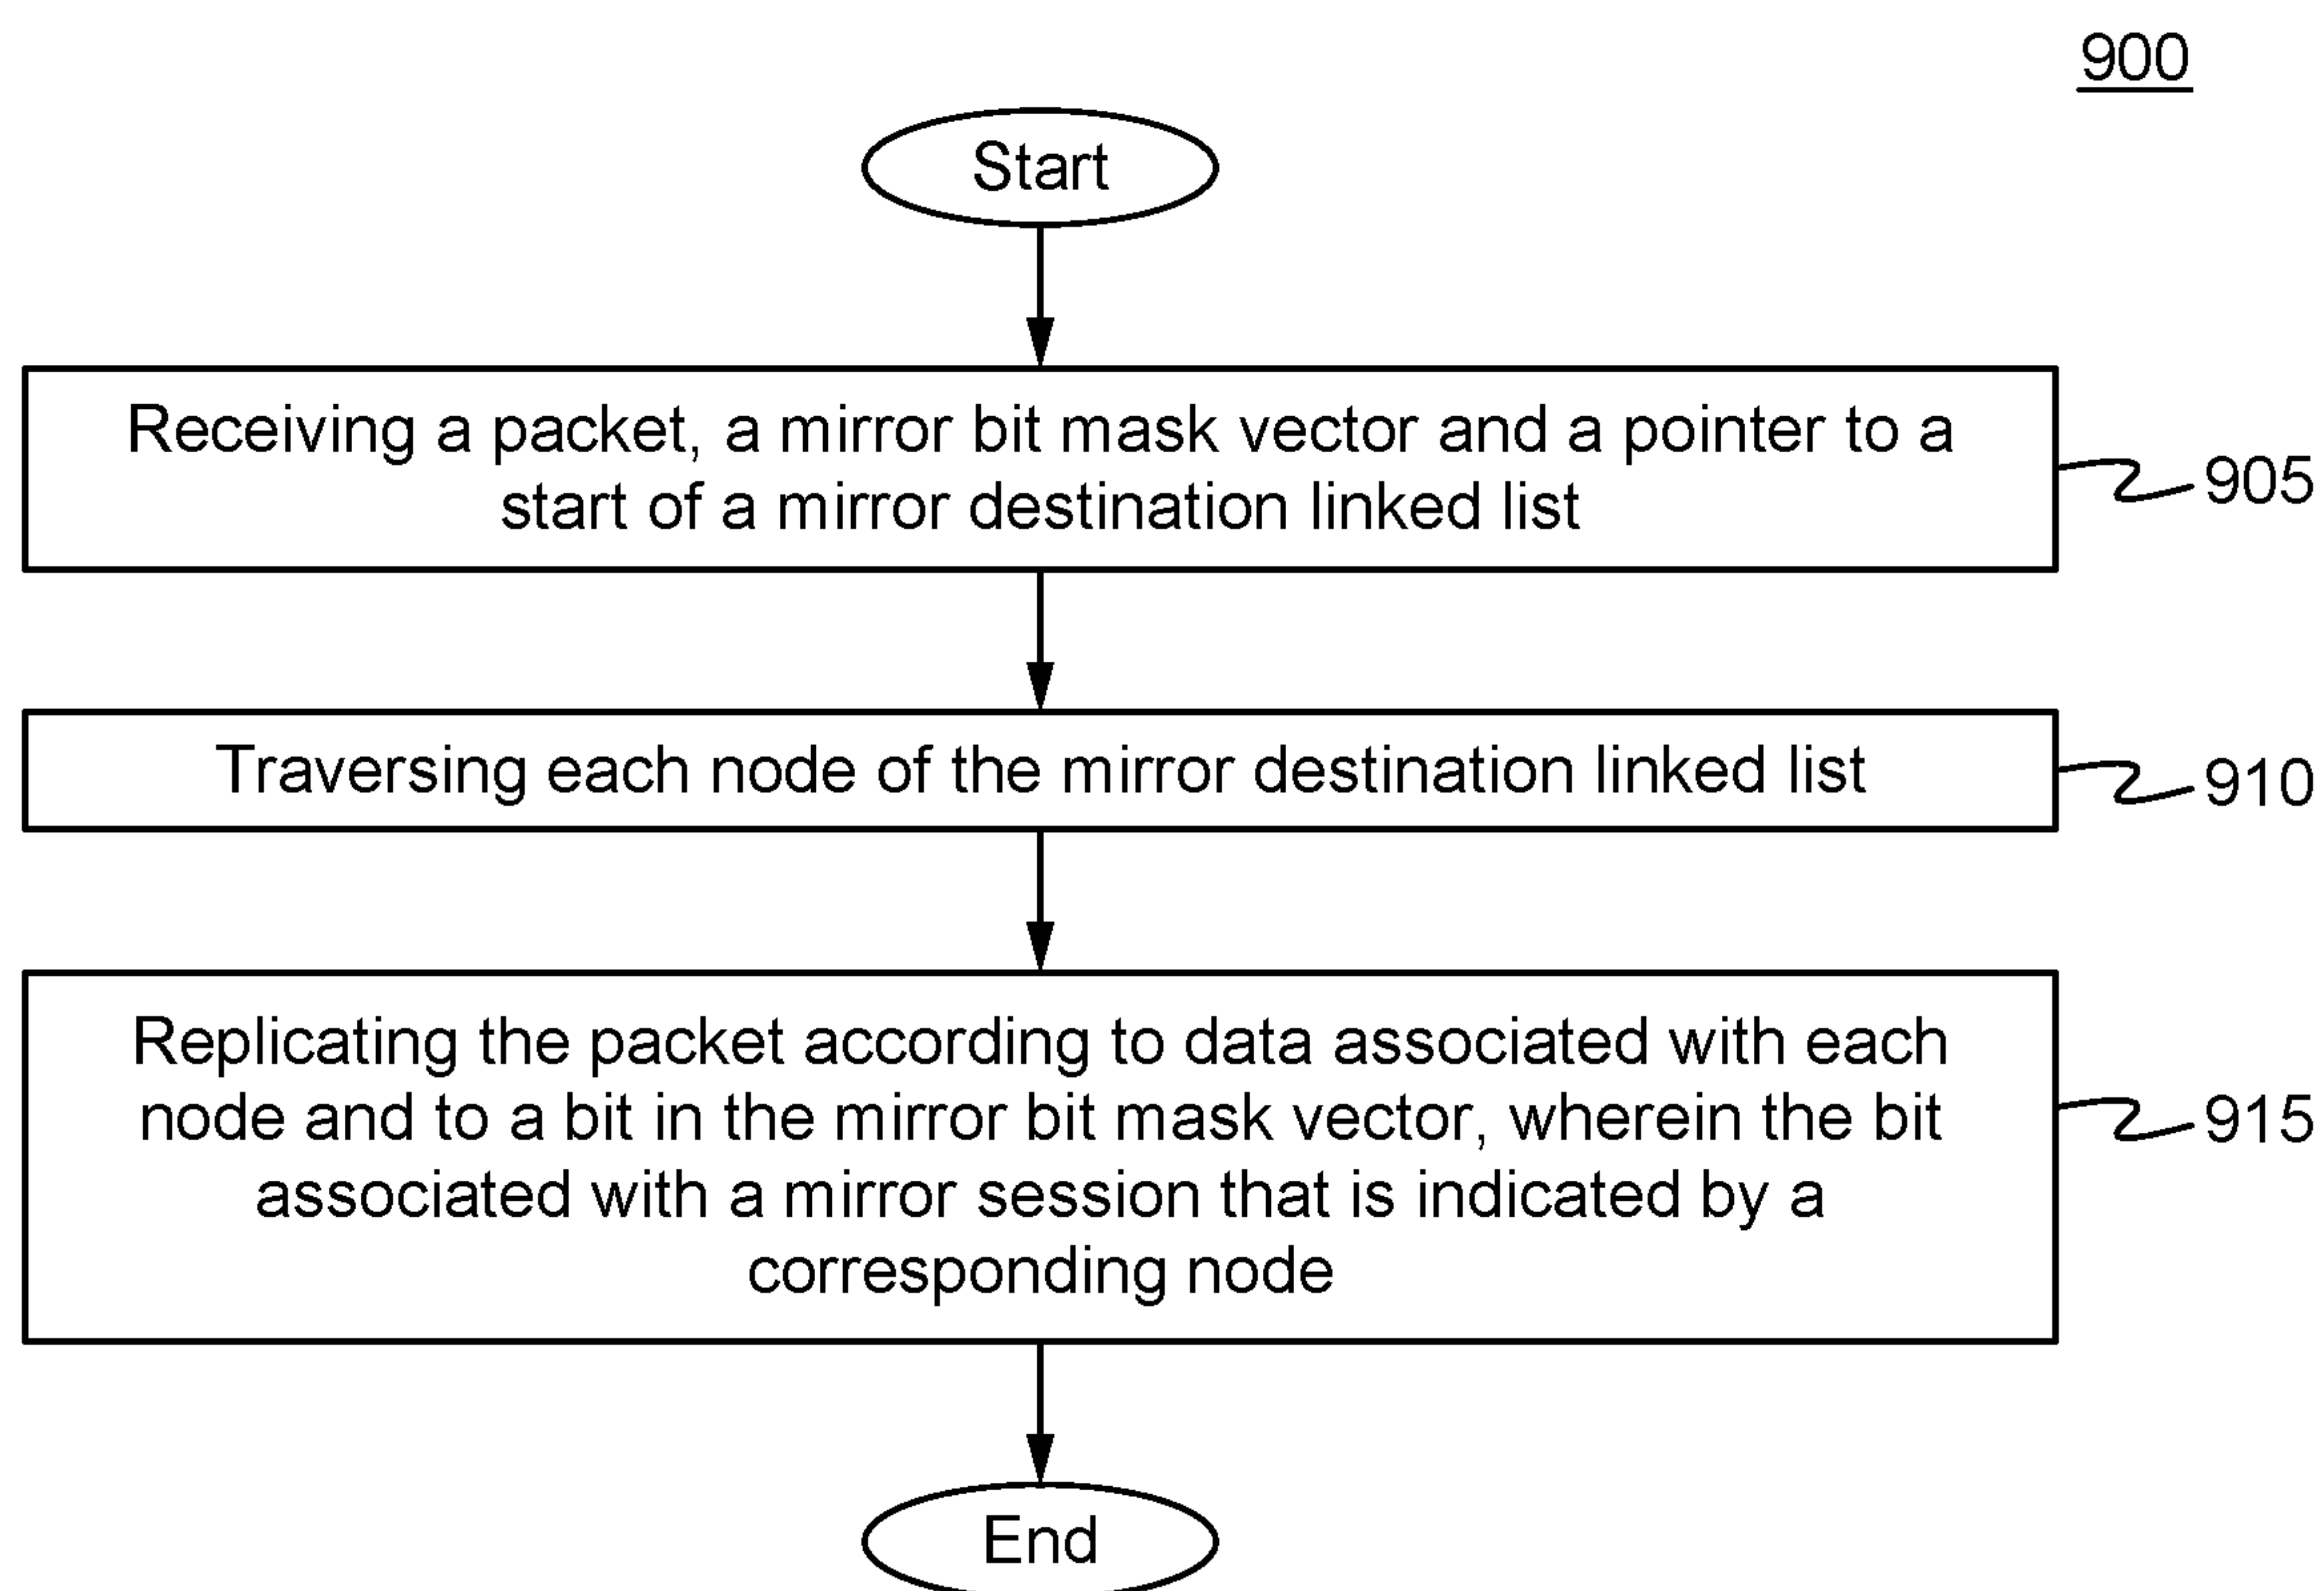 900
Start
Receiving a packet, a mirror bit mask vector and a pointer to a
start of a mirror destination linked list
905
Traversing each node of the mirror destination linked list
910
Replicating the packet according to data associated with each
node and to a bit in the mirror bit mask vector, wherein the bit
associated with a mirror session that is indicated by a
corresponding node
915
End